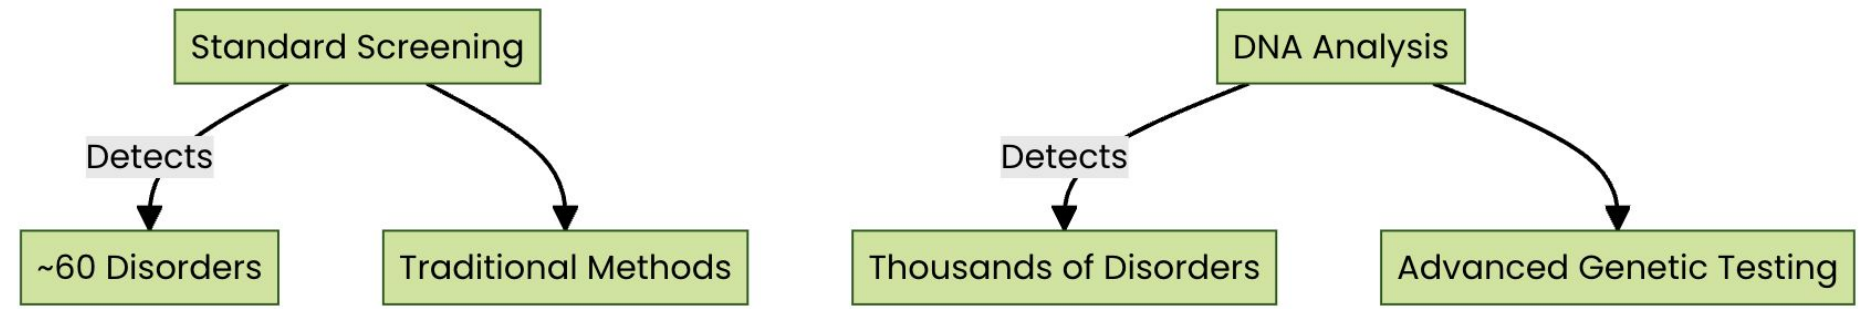 Standard Screening
DNA Analysis
Detects
Detects
~60 Disorders
Traditional Methods
Thousands of Disorders
Advanced Genetic Testing